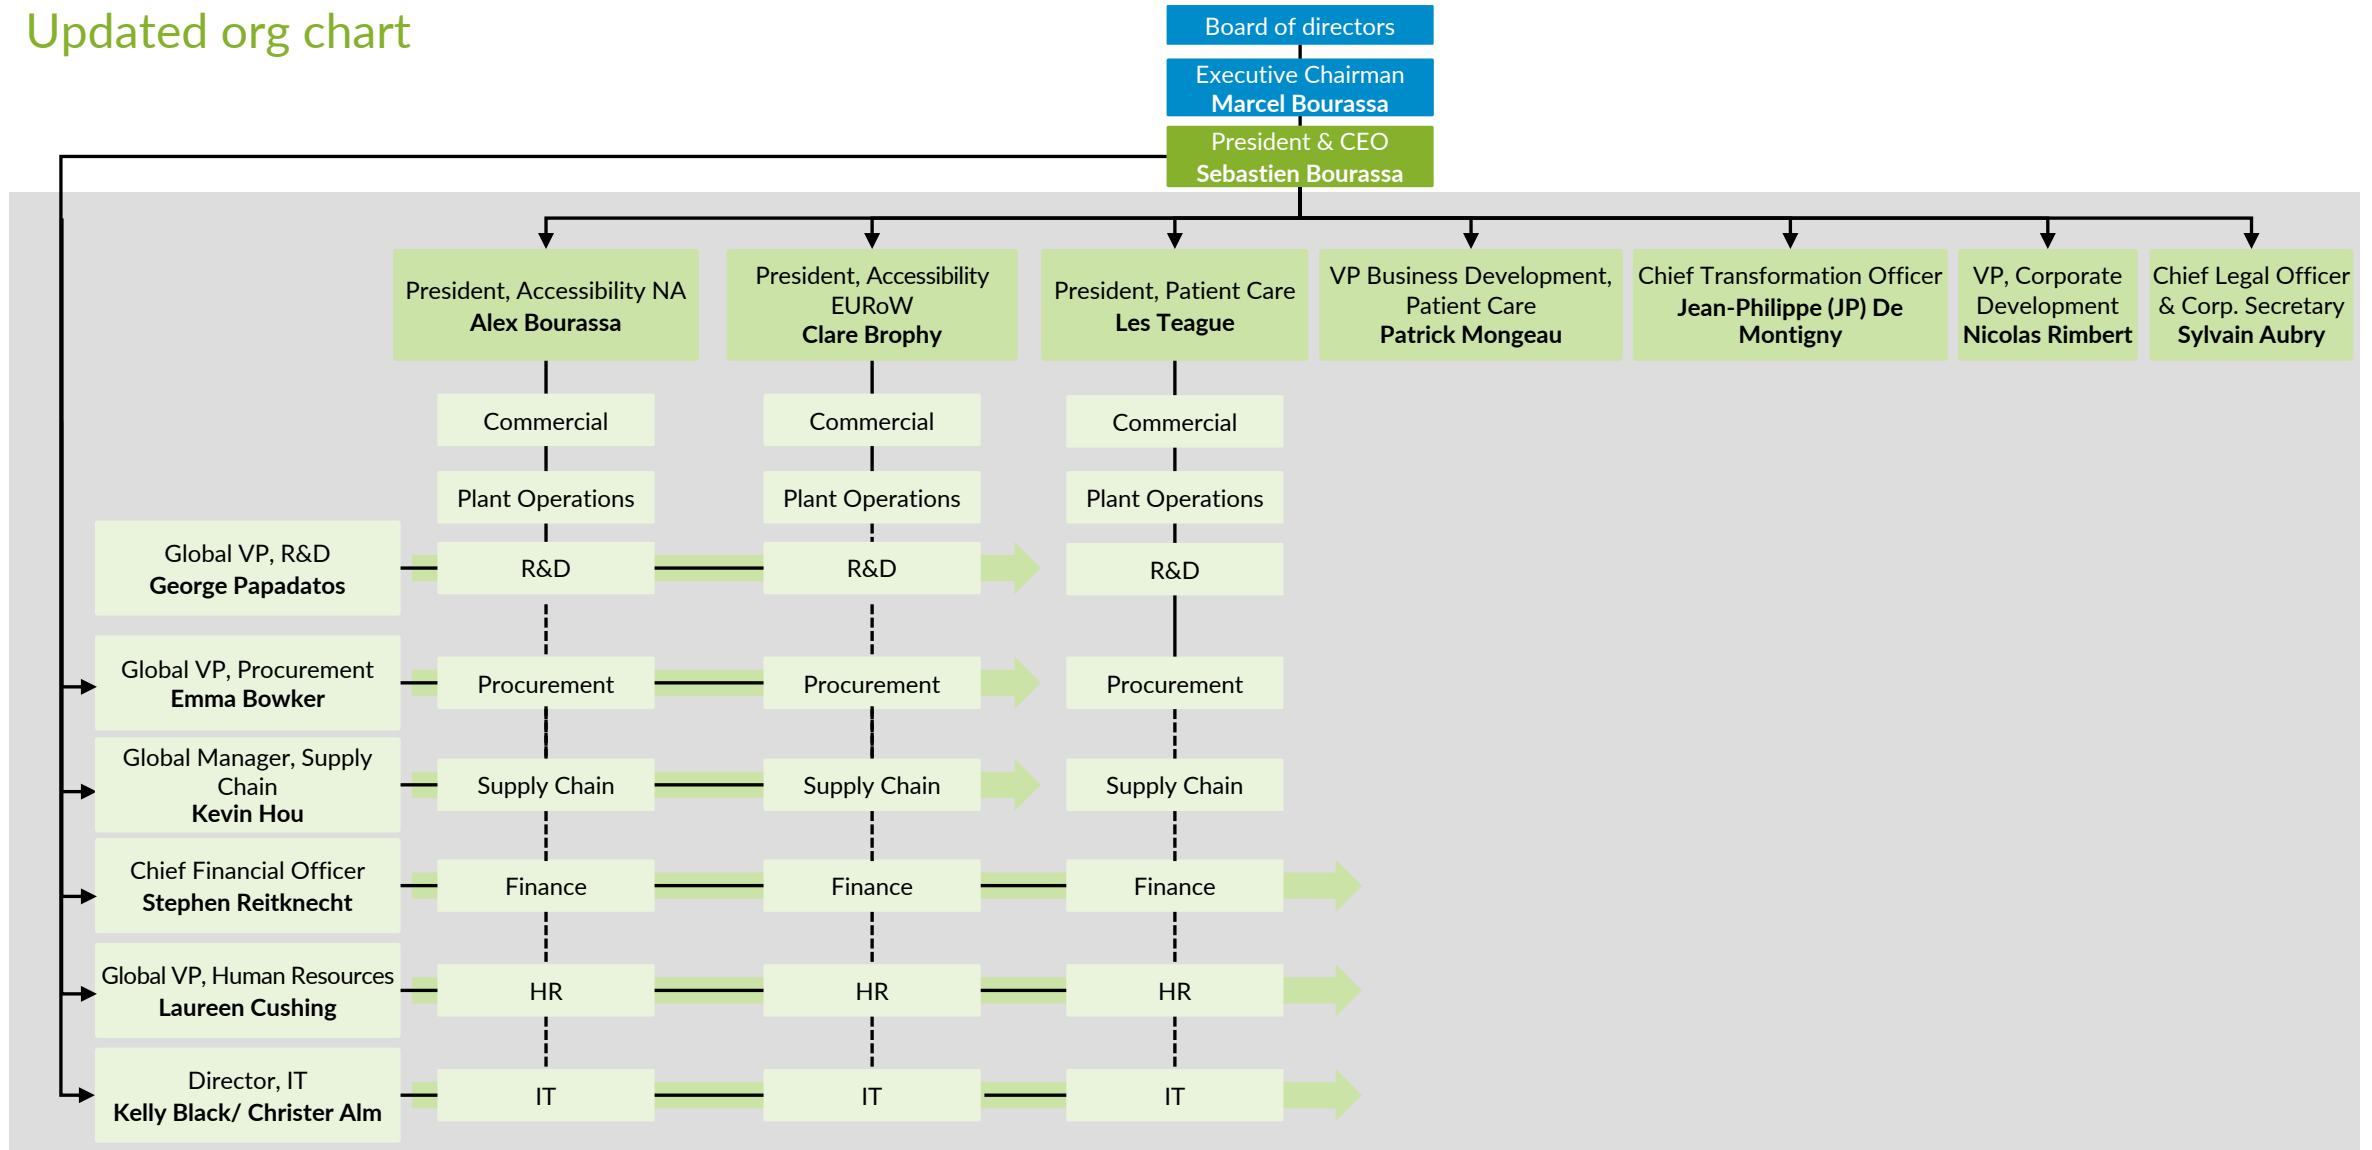 Updated org chart
Board of directors
Executive Chairman
Marcel Bourassa
President & CEO
Sebastien Bourassa
President, Accessibility NA
Alex Bourassa
President, Accessibility
EURoW
Clare Brophy
President, Patient Care
Les Teague
VP Business Development,
Patient Care
Patrick Mongeau
Chief Transformation Officer
Jean-Philippe (JP) De
Montigny
VP, Corporate
Development
Nicolas Rimbert
Chief Legal Officer
& Corp. Secretary
Sylvain Aubry
Commercial
Commercial
Commercial
Plant Operations
Plant Operations
Plant Operations
Global VP, R&D
George Papadatos
R&D
R&D
R&D
Global VP, Procurement
Emma Bowker
Procurement
Procurement
Procurement
Global Manager, Supply
Chain
Kevin Hou
Supply Chain
Supply Chain
Supply Chain
Chief Financial Officer
Stephen Reitknecht
Finance
Finance
Finance
Global VP, Human Resources
Laureen Cushing
HR
HR
HR
Director, IT
Kelly Black/ Christer Alm
IT
IT
IT